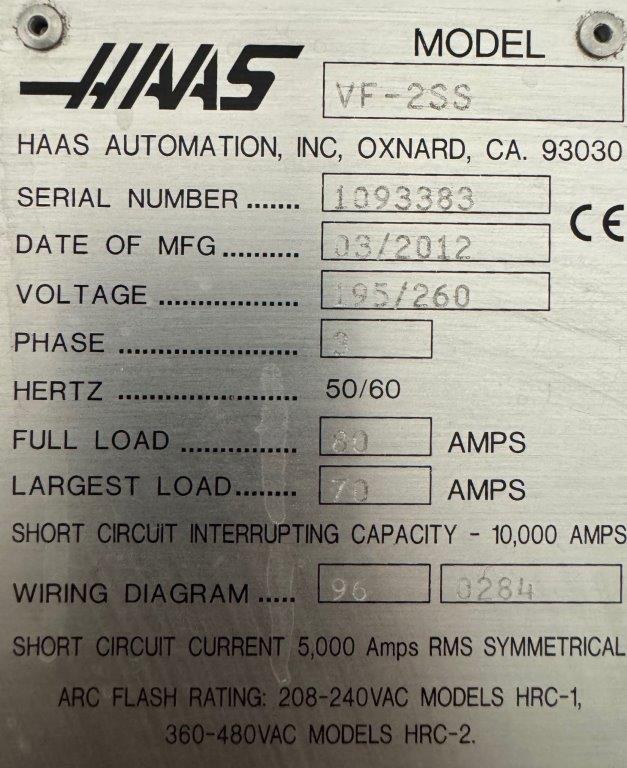 HAAS
MODEL
VF-2SS
HAAS AUTOMATION, INC, OXNARD, CA. 93030
SERIAL NUMBER ....... 1093383
CE
DATE OF MFG .......... 03/2012
VOLTAGE .................. 195/260
PHASE ....................... 3
HERTZ ....................... 50/60
FULL LOAD ............... 80 AMPS
LARGEST LOAD........ 70 AMPS
SHORT CIRCUIT INTERRUPTING CAPACITY - 10,000 AMPS
WIRING DIAGRAM ..... 96 0284
SHORT CIRCUIT CURRENT 5,000 Amps RMS SYMMETRICAL
ARC FLASH RATING: 208-240VAC MODELS HRC-1,
360-480VAC MODELS HRC-2.